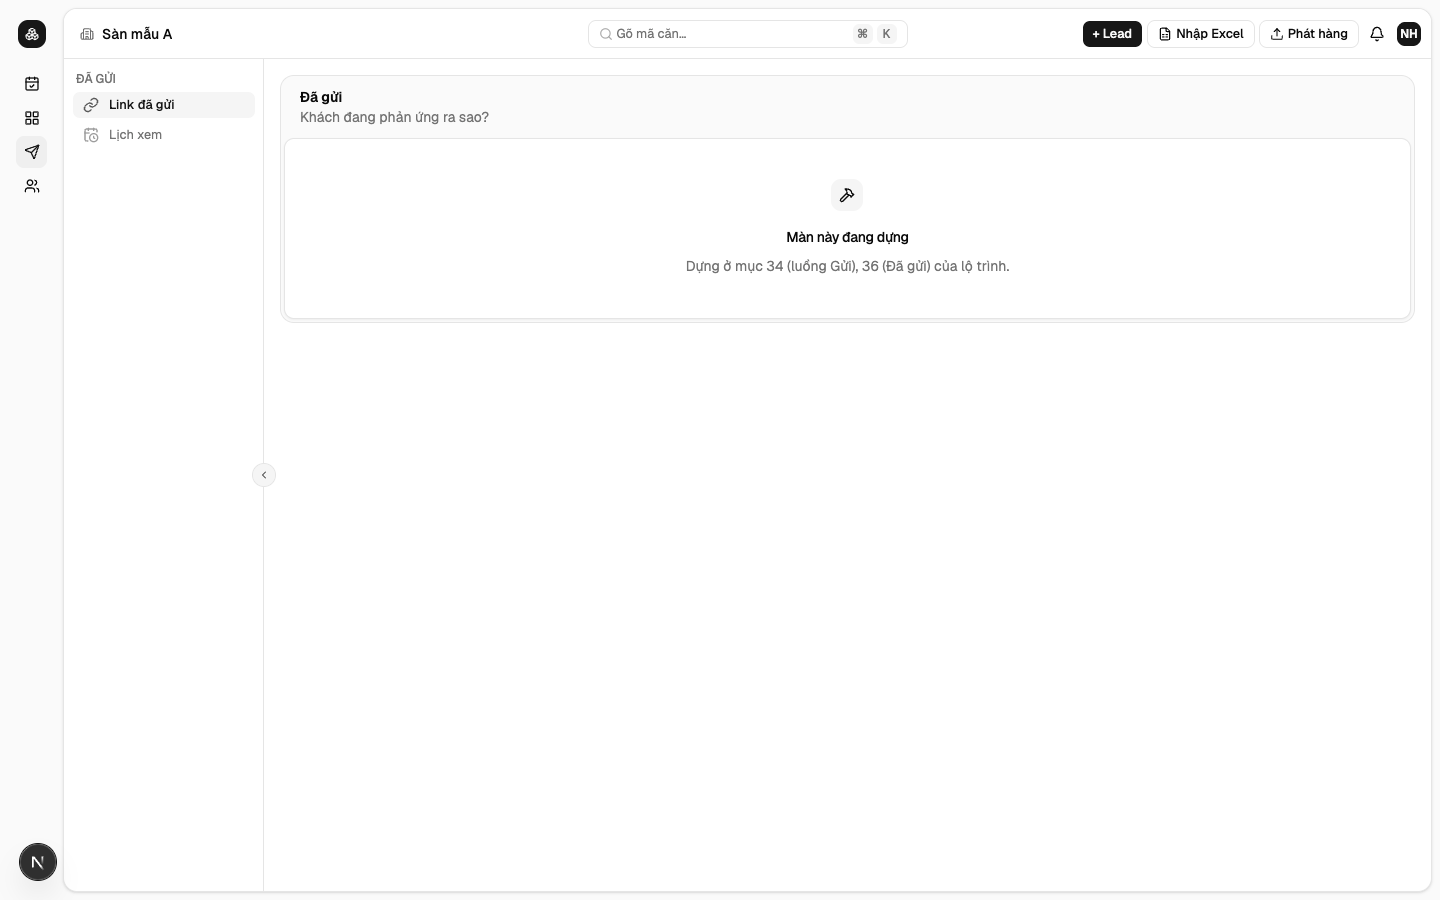 Sàn mẫu A
Gõ mã căn...
⌘ K
+ Lead
Nhập Excel
Phát hàng
NH
ĐÃ GỬI
Link đã gửi
Lịch xem
Đã gửi
Khách đang phản ứng ra sao?
Màn này đang dựng
Dựng ở mục 34 (luồng Gửi), 36 (Đã gửi) của lộ trình.
N